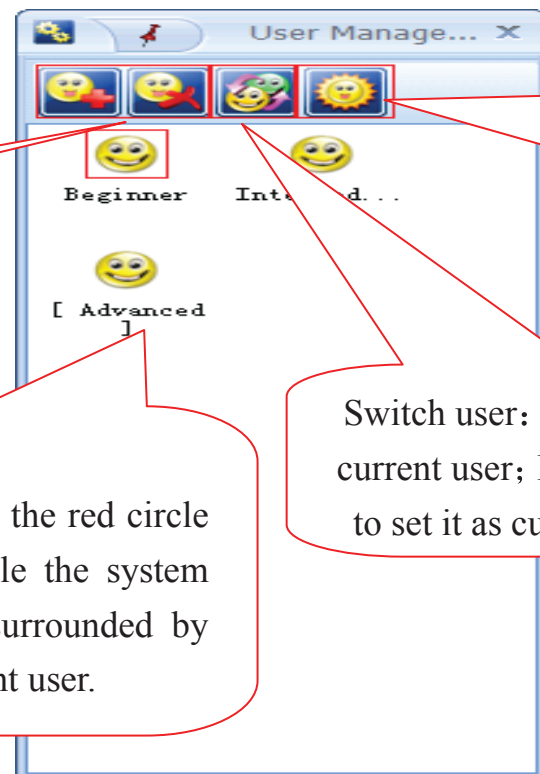 User Manage...
Beginner
[ Advanced
]
Switch user：
current user；
to set it as cu
the red circle
le the system
urrounded by
nt user.